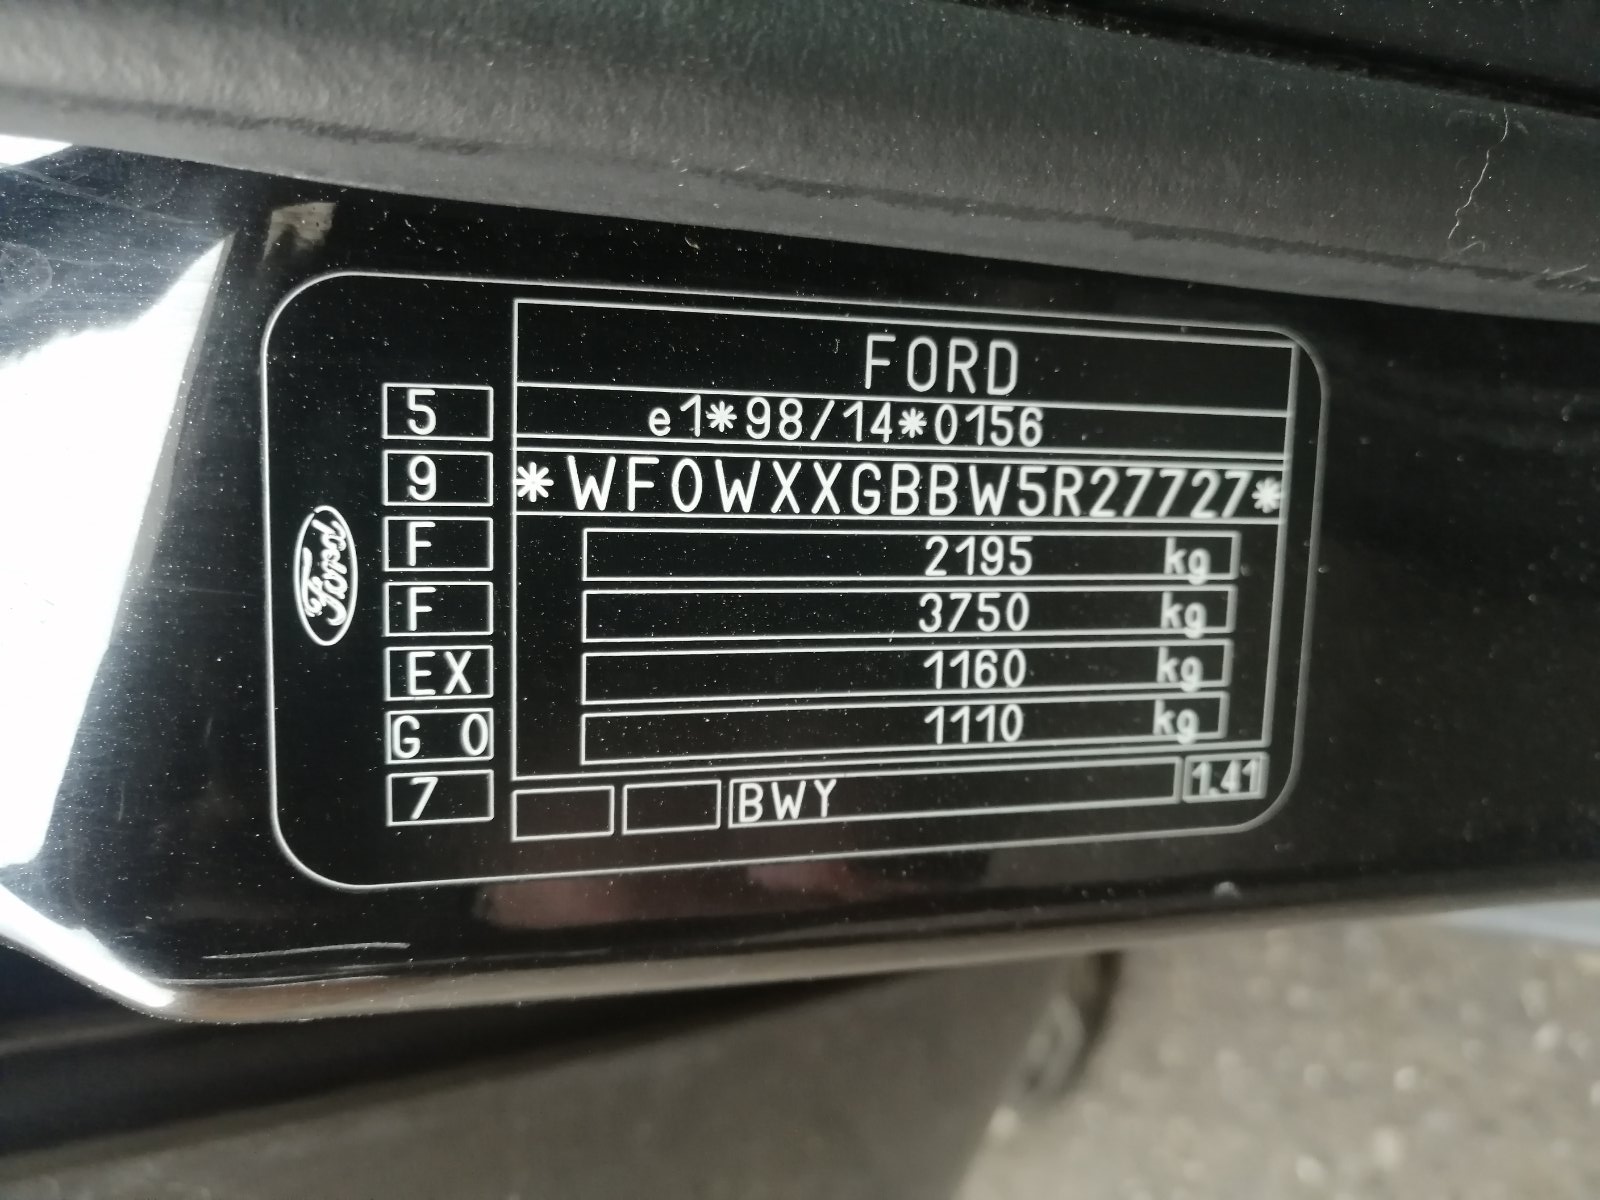 FORD
e1*98/14*0156
*WF0WXXGBBW5R27727*
2195 kg
3750 kg
1160 kg
1110 kg
BWY 1.41
5
9
F
F
EX
G 0
7
Ford